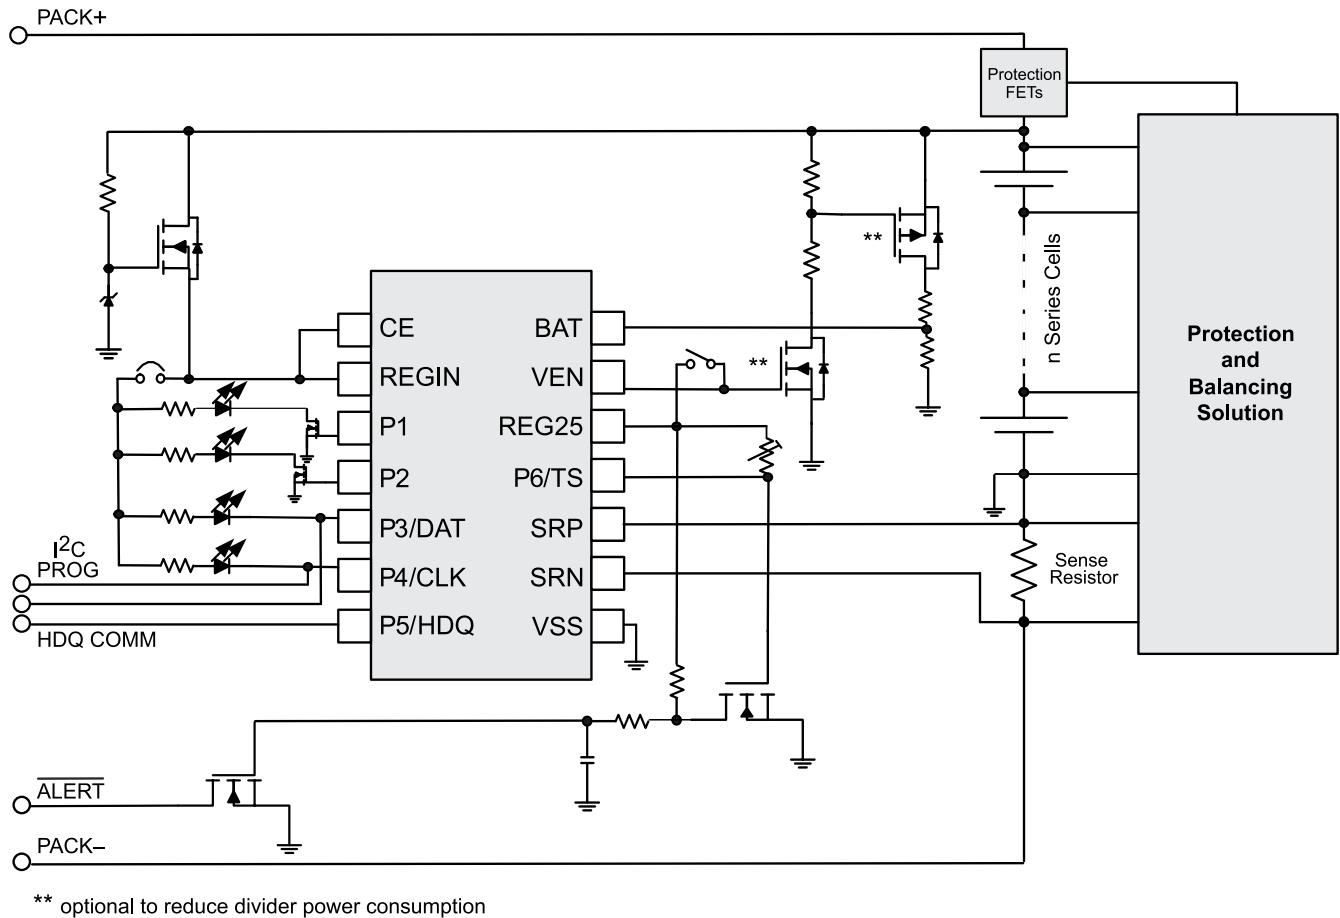 PACK+
Protection
FETs
**
n Series Cells
Protection
and
Balancing
Solution
CE
BAT
REGIN
VEN
**
P1
REG25
P2
P6/TS
P3/DAT
SRP
I2C
PROG
P4/CLK
SRN
Sense
Resistor
P5/HDQ
VSS
HDQ COMM
ALERT
PACK–
** optional to reduce divider power consumption